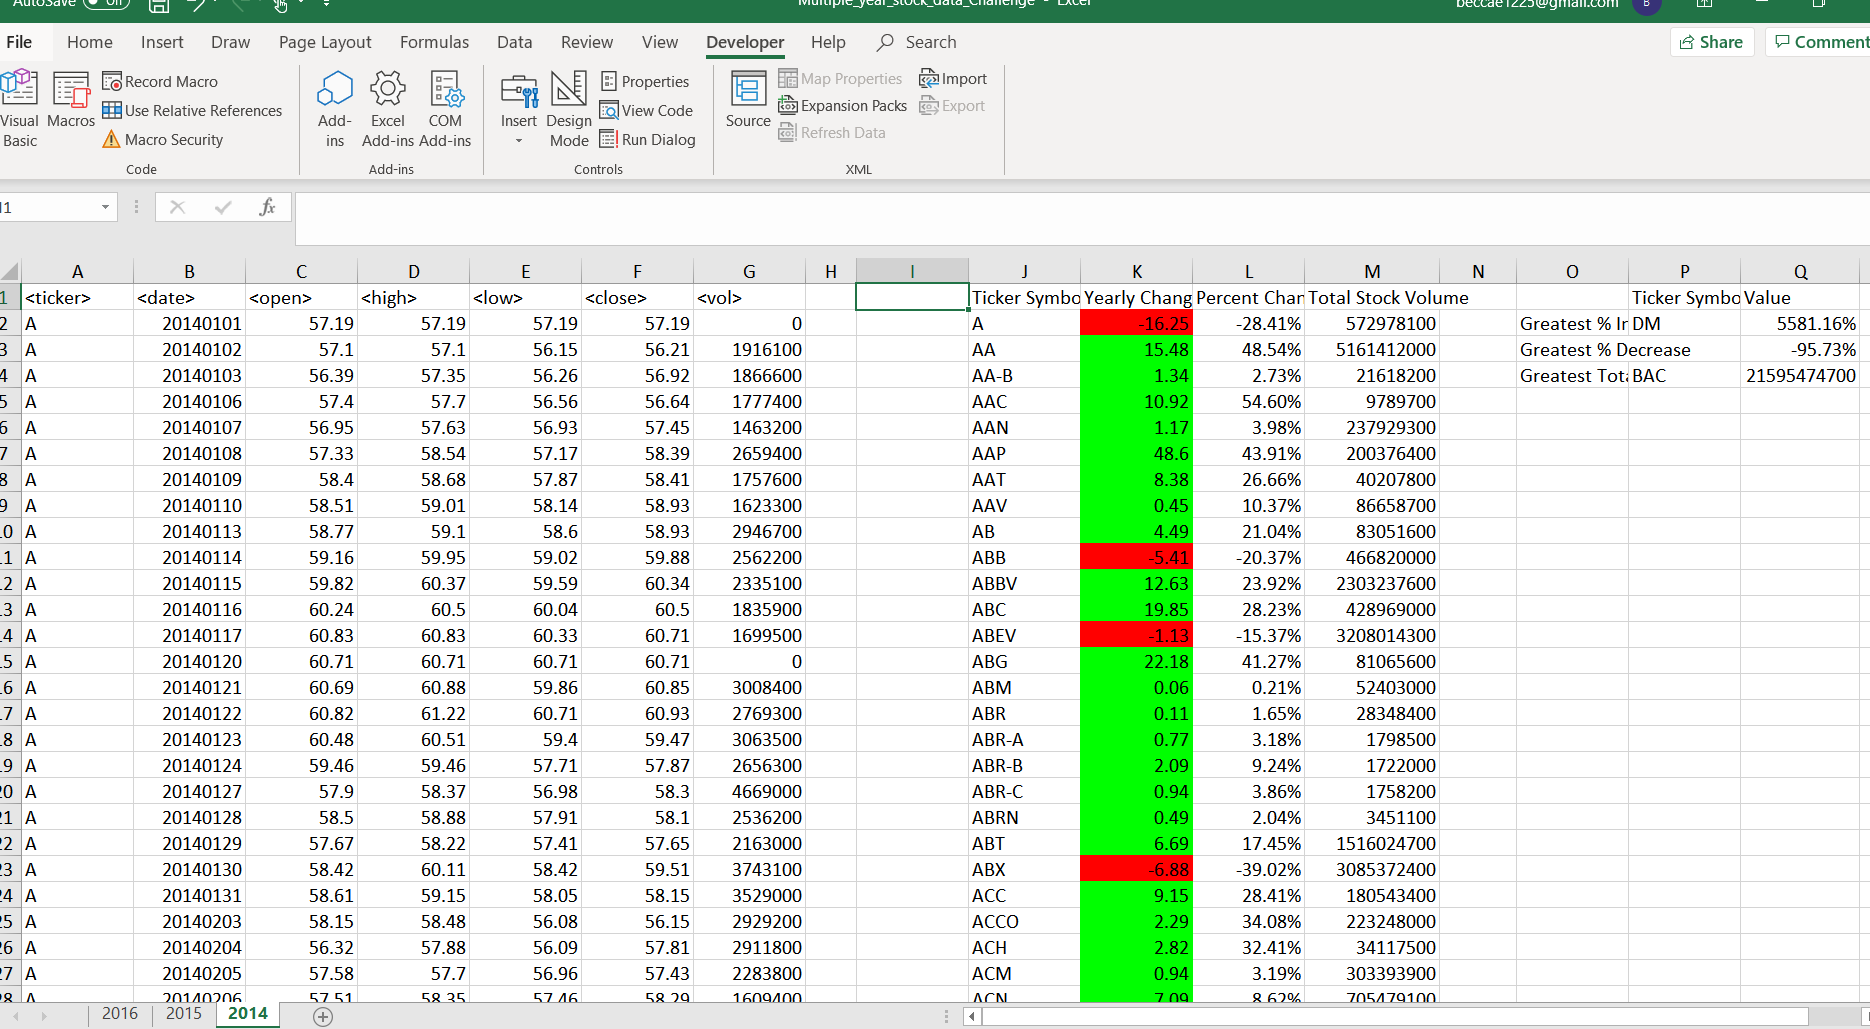 AutoSave Off Multiple_year_stock_data_Challenge - Excel beccae1225@gmail.com B
File Home Insert Draw Page Layout Formulas Data Review View Developer Help Search Share Comment
Record Macro Properties Map Properties Import
Use Relative References View Code Expansion Packs Export
Visual Basic Macros Macro Security Add-ins Excel Add-ins COM Add-ins Insert Design Mode Run Dialog Source Refresh Data
Code Add-ins Controls XML
I1 fx
A B C D E F G H I J K L M N O P Q
1 <ticker> <date> <open> <high> <low> <close> <vol> Ticker Symbo Yearly Chang Percent Char Total Stock Volume Ticker Symbo Value
2 A 20140101 57.19 57.19 57.19 57.19 0 A -16.25 -28.41% 572978100 Greatest % In DM 5581.16%
3 A 20140102 57.1 57.1 56.15 56.21 1916100 AA 15.48 48.54% 5161412000 Greatest % Decrease -95.73%
4 A 20140103 56.39 57.35 56.26 56.92 1866600 AA-B 1.34 2.73% 21618200 Greatest Tota BAC 21595474700
5 A 20140106 57.4 57.7 56.56 56.64 1777400 AAC 10.92 54.60% 9789700
6 A 20140107 56.95 57.63 56.93 57.45 1463200 AAN 1.17 3.98% 237929300
7 A 20140108 57.33 58.54 57.17 58.39 2659400 AAP 48.6 43.91% 200376400
8 A 20140109 58.4 58.68 57.87 58.41 1757600 AAT 8.38 26.66% 40207800
9 A 20140110 58.51 59.01 58.14 58.93 1623300 AAV 0.45 10.37% 86658700
10 A 20140113 58.77 59.1 58.6 58.93 2946700 AB 4.49 21.04% 83051600
11 A 20140114 59.16 59.95 59.02 59.88 2562200 ABB -5.41 -20.37% 466820000
12 A 20140115 59.82 60.37 59.59 60.34 2335100 ABBV 12.63 23.92% 2303237600
13 A 20140116 60.24 60.5 60.04 60.5 1835900 ABC 19.85 28.23% 428969000
14 A 20140117 60.83 60.83 60.33 60.71 1699500 ABEV -1.13 -15.37% 3208014300
15 A 20140120 60.71 60.71 60.71 60.71 0 ABG 22.18 41.27% 81065600
16 A 20140121 60.69 60.88 59.86 60.85 3008400 ABM 0.06 0.21% 52403000
17 A 20140122 60.82 61.22 60.71 60.93 2769300 ABR 0.11 1.65% 28348400
18 A 20140123 60.48 60.51 59.4 59.47 3063500 ABR-A 0.77 3.18% 1798500
19 A 20140124 59.46 59.46 57.71 57.87 2656300 ABR-B 2.09 9.24% 1722000
20 A 20140127 57.9 58.37 56.98 58.3 4669000 ABR-C 0.94 3.86% 1758200
21 A 20140128 58.5 58.88 57.91 58.1 2536200 ABRN 0.49 2.04% 3451100
22 A 20140129 57.67 58.22 57.41 57.65 2163000 ABT 6.69 17.45% 1516024700
23 A 20140130 58.42 60.11 58.42 59.51 3743100 ABX -6.88 -39.02% 3085372400
24 A 20140131 58.61 59.15 58.05 58.15 3529000 ACC 9.15 28.41% 180543400
25 A 20140203 58.15 58.48 56.08 56.15 2929200 ACCO 2.29 34.08% 223248000
26 A 20140204 56.32 57.88 56.09 57.81 2911800 ACH 2.82 32.41% 34117500
27 A 20140205 57.58 57.7 56.96 57.43 2283800 ACM 0.94 3.19% 303393900
28 A 20140206 57.51 58.35 57.46 58.29 1609400 ACN 7.09 8.62% 705479100
2016 2015 2014